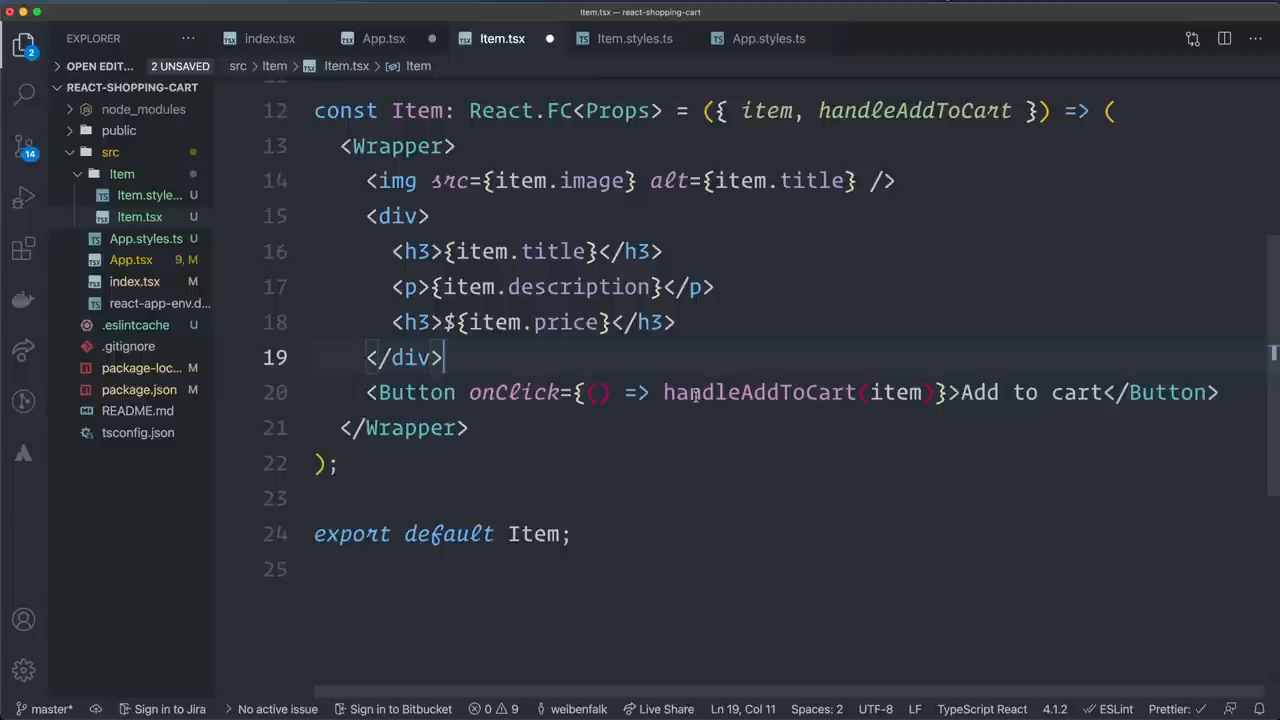 Item.tsx — react-shopping-cart
EXPLORER
index.tsx
App.tsx
Item.tsx
Item.styles.ts
App.styles.ts
OPEN EDIT...
2 UNSAVED
src > Item > Item.tsx > Item
REACT-SHOPPING-CART
node_modules
public
src
Item
Item.style... U
Item.tsx U
App.styles.ts U
App.tsx 9, M
index.tsx M
react-app-env.d...
.eslintcache U
.gitignore
package-loc... M
package.json M
README.md
tsconfig.json
2
14
12 const Item: React.FC<Props> = ({ item, handleAddToCart }) => (
13 <Wrapper>
14 <img src={item.image} alt={item.title} />
15 <div>
16 <h3>{item.title}</h3>
17 <p>{item.description}</p>
18 <h3>${item.price}</h3>
19 </div>
20 <Button onClick={() => handleAddToCart(item)}>Add to cart</Button>
21 </Wrapper>
22 );
23
24 export default Item;
25
master* Sign in to Jira No active issue Sign in to Bitbucket 0 9 weibenfalk Live Share Ln 19, Col 11 Spaces: 2 UTF-8 LF TypeScript React 4.1.2 ESLint Prettier: